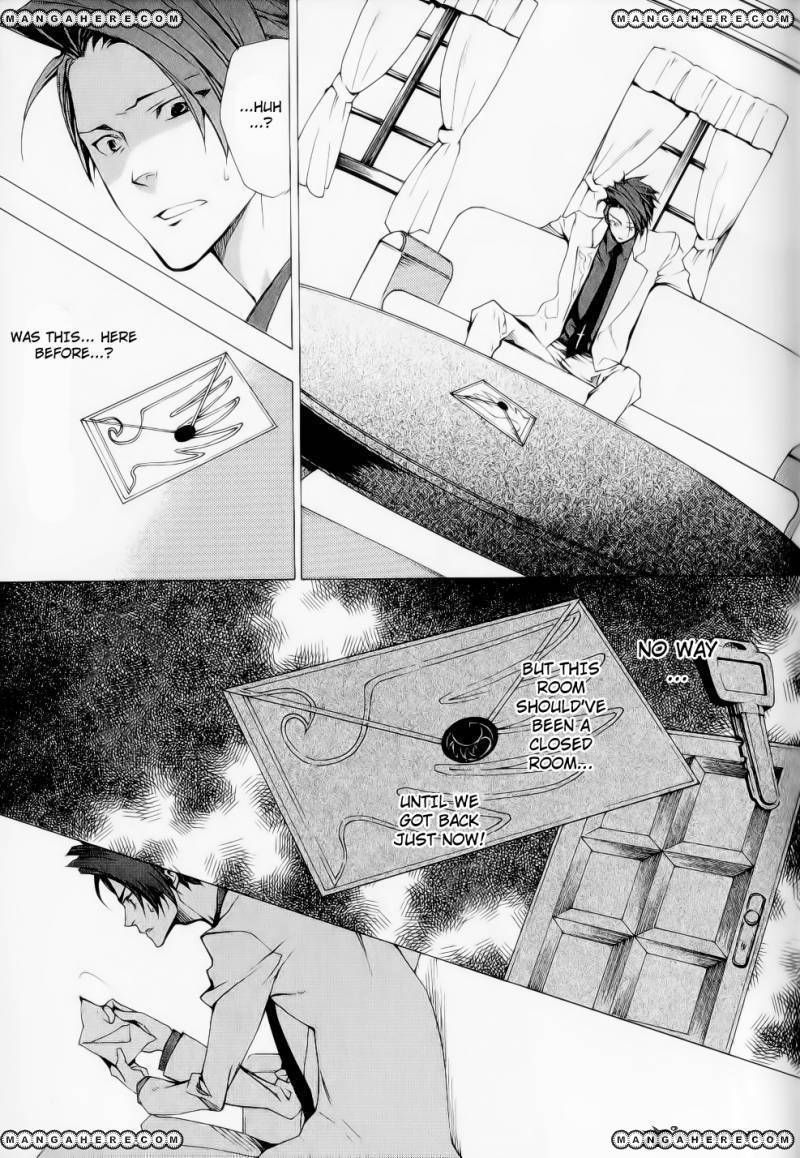 MANGAHERE.COM
MANGAHERE.COM
...HUH
...?
WAS THIS... HERE
BEFORE...?
NO WAY
...
BUT THIS
ROOM
SHOULD'VE
BEEN A
CLOSED
ROOM...
UNTIL WE
GOT BACK
JUST NOW!
MANGAHERE.COM
MANGAHERE.COM